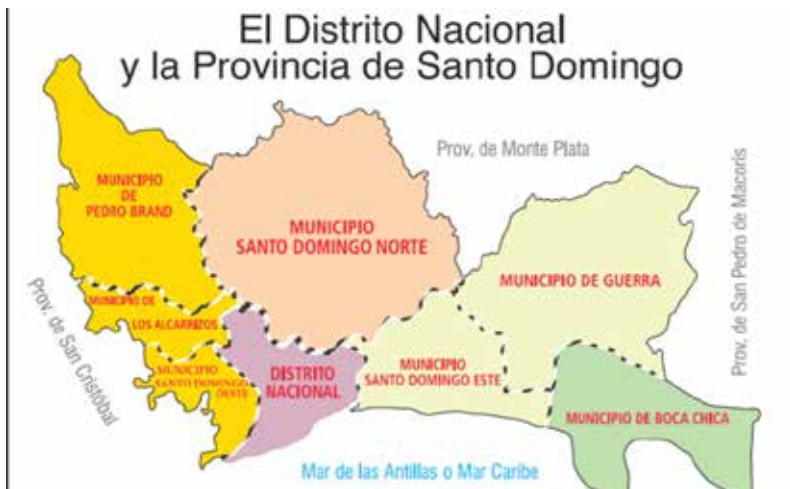 El Distrito Nacional
y la Provincia de Santo Domingo
Prov. de Monte Plata
Prov. de San Pedro de Macoris
MUNICIPIO
DE
PEDRO BRAND
MUNICIPIO
SANTO DOMINGO NORTE
MUNICIPIO DE GUERRA
Prov. de San Cristóbal
MUNICIPIO DE
LOS ALCARRIZOS
MUNICIPIO
SANTO DOMINGO
OESTE
DISTRITO
NACIONAL
MUNICIPIO
SANTO DOMINGO ESTE
MUNICIPIO DE BOCA CHICA
Mar de las Antillas o Mar Caribe